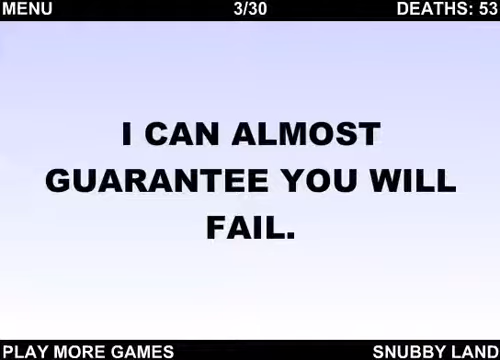 MENU 3/30 DEATHS: 53
I CAN ALMOST
GUARANTEE YOU WILL
FAIL.
PLAY MORE GAMES SNUBBY LAND